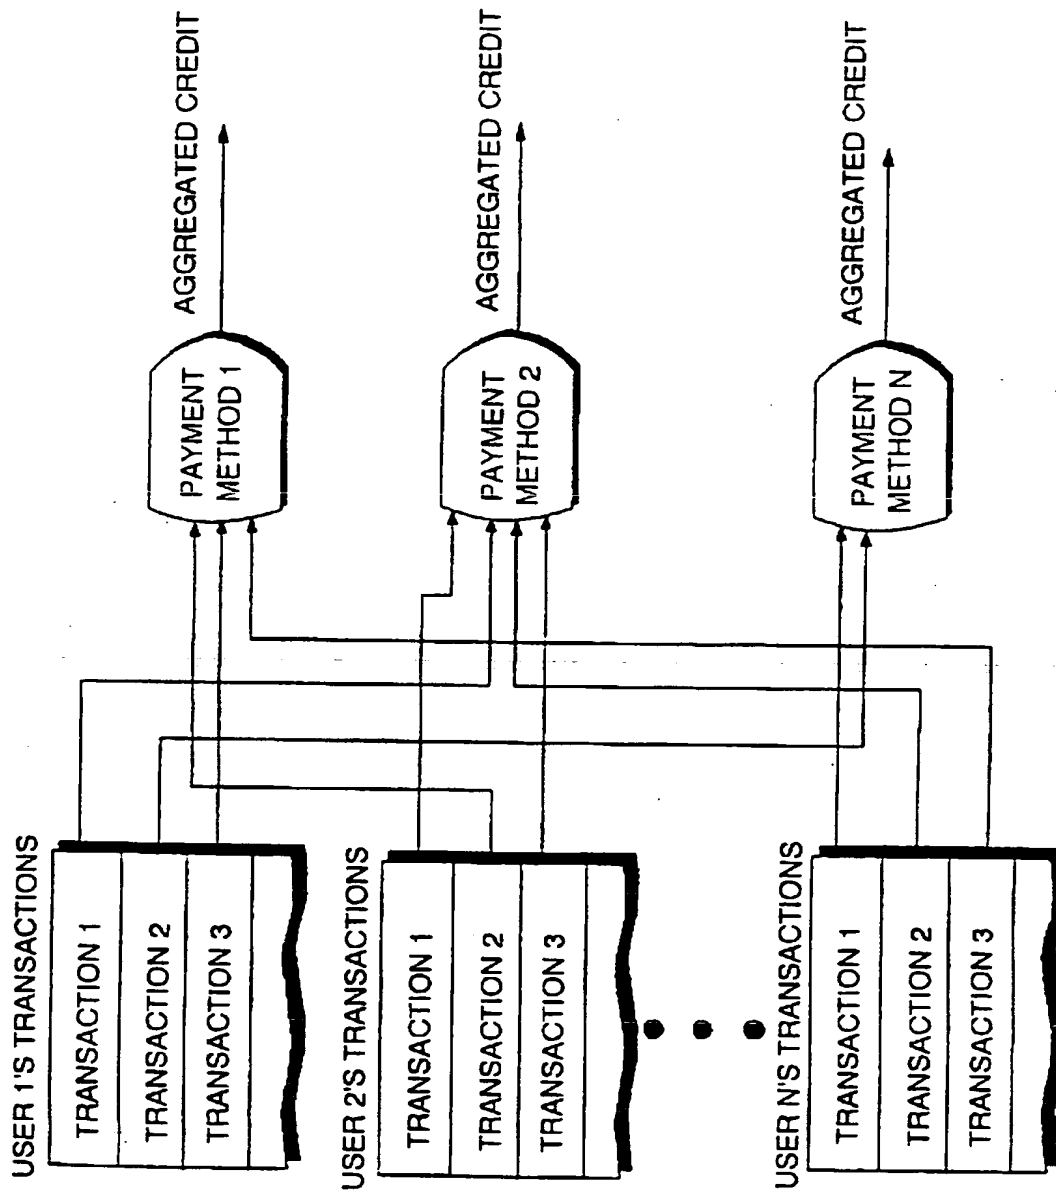 USER 1'S TRANSACTIONS
TRANSACTION 1
TRANSACTION 2
TRANSACTION 3
USER 2'S TRANSACTIONS
TRANSACTION 1
TRANSACTION 2
TRANSACTION 3
USER N'S TRANSACTIONS
TRANSACTION 1
TRANSACTION 2
TRANSACTION 3
PAYMENT
METHOD 1
PAYMENT
METHOD 2
PAYMENT
METHOD N
AGGREGATED CREDIT
AGGREGATED CREDIT
AGGREGATED CREDIT